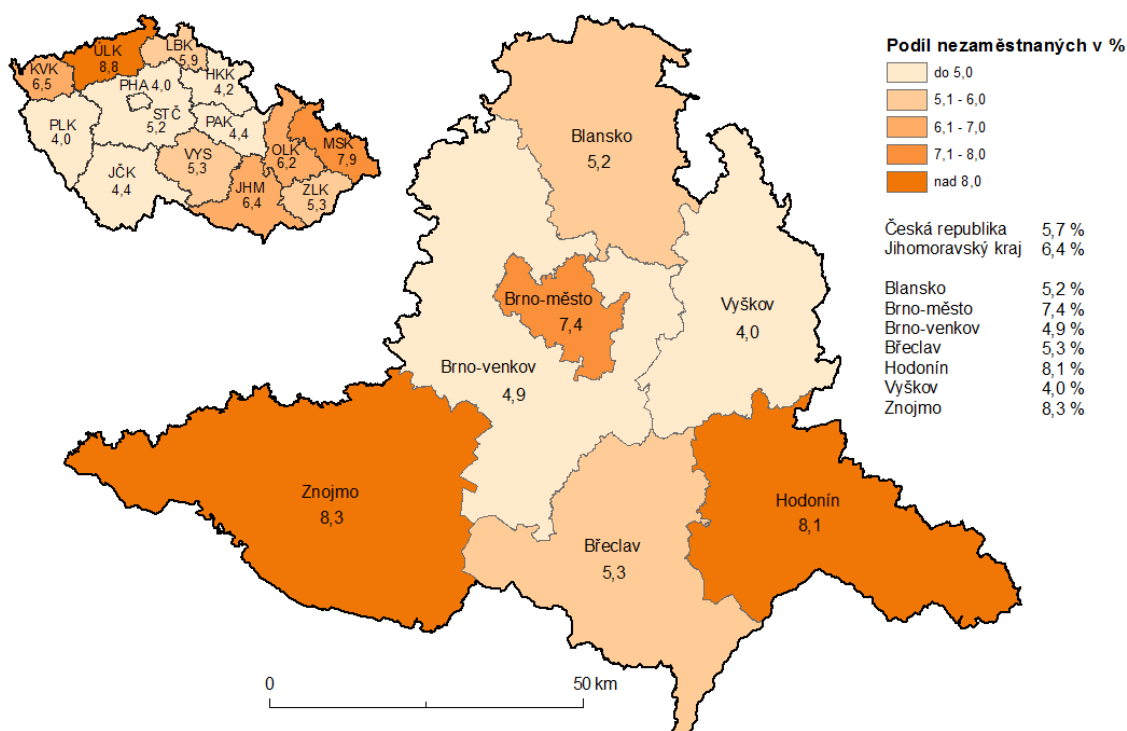 ÚLK
8,8
LBK
5,9
KVK
6,5
HKK
4,2
PHA 4,0
STČ
5,2
PAK
4,4
PLK
4,0
VYS
5,3
OLK
6,2
MSK
7,9
JČK
4,4
JHM
6,4
ZLK
5,3
Podíl nezaměstnaných v %
do 5,0
5,1 - 6,0
6,1 - 7,0
7,1 - 8,0
nad 8,0
Česká republika 5,7 %
Jihomoravský kraj 6,4 %
Blansko 5,2 %
Brno-město 7,4 %
Brno-venkov 4,9 %
Břeclav 5,3 %
Hodonín 8,1 %
Vyškov 4,0 %
Znojmo 8,3 %
Blansko
5,2
Brno-město
7,4
Vyškov
4,0
Brno-venkov
4,9
Znojmo
8,3
Hodonín
8,1
Břeclav
5,3
0 50 km